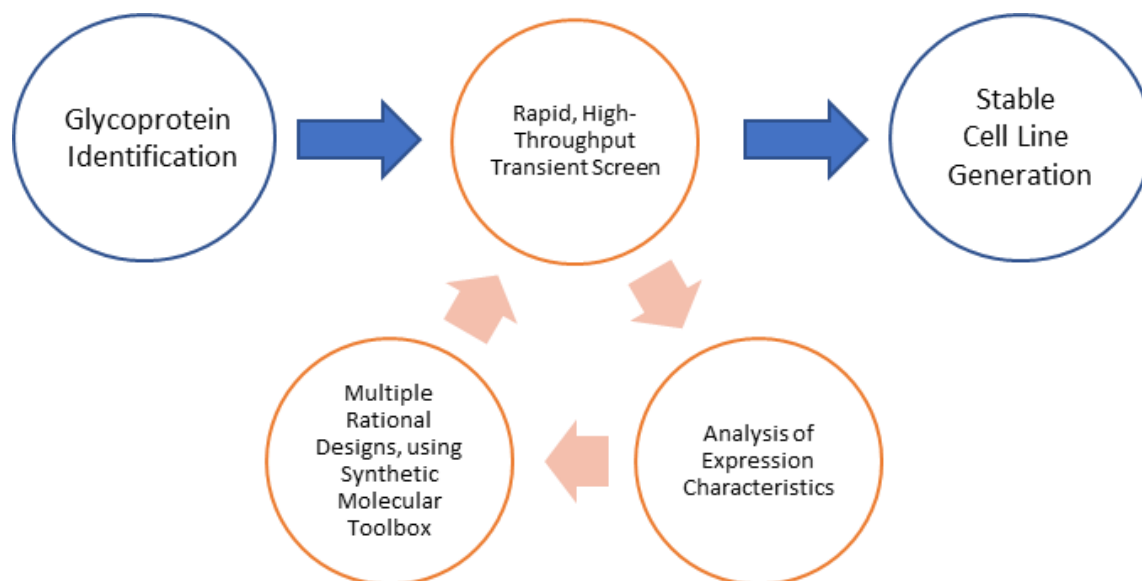 Glycoprotein
Identification
Rapid, High-
Throughput
Transient Screen
Stable
Cell Line
Generation
Analysis of
Expression
Characteristics
Multiple
Rational
Designs, using
Synthetic
Molecular
Toolbox